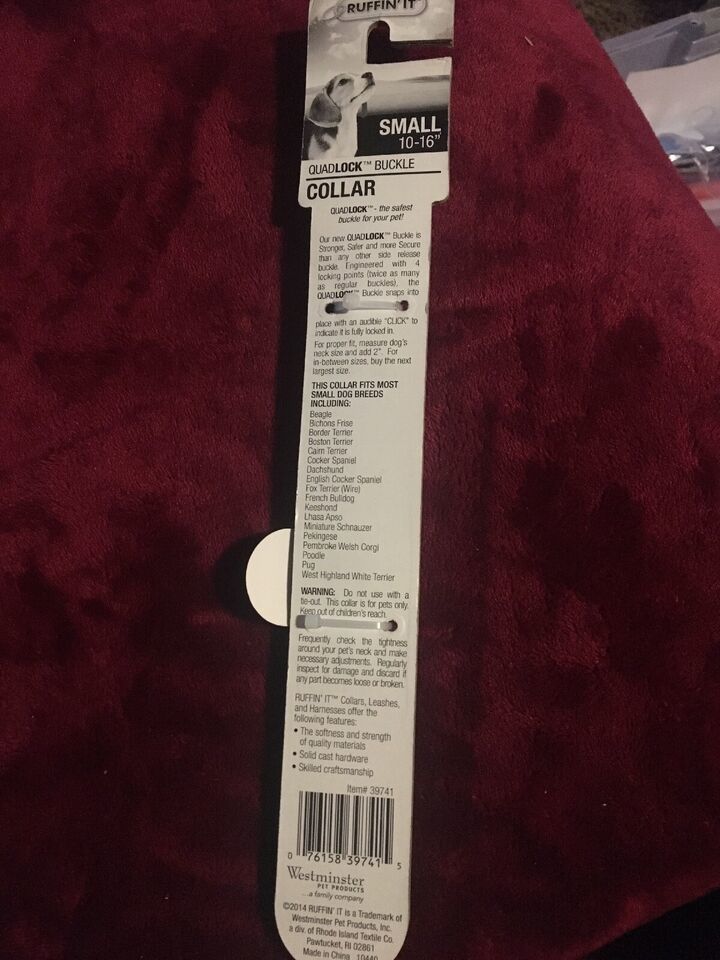 RUFFIN' IT
SMALL
10-16"
QUADLOCK™ BUCKLE
COLLAR
QUADLOCK™ - the safest
buckle for your pet!
Our new QUADLOCK™ Buckle is
Stronger, Safer and more Secure
than any other side release
buckle. Engineered with 4
locking points (twice as many
as regular buckles), the
QUADLOCK™ Buckle snaps into
place with an audible "CLICK" to
indicate it is fully locked in.
For proper fit, measure dog's
neck size and add 2". For
in-between sizes, buy the next
largest size.
THIS COLLAR FITS MOST
SMALL DOG BREEDS
INCLUDING:
Beagle
Bichons Frise
Border Terrier
Boston Terrier
Cairn Terrier
Cocker Spaniel
Dachshund
English Cocker Spaniel
Fox Terrier (Wire)
French Bulldog
Keeshond
Lhasa Apso
Miniature Schnauzer
Pekingese
Pembroke Welsh Corgi
Poodle
Pug
West Highland White Terrier
WARNING: Do not use with a
tie-out. This collar is for pets only.
Keep out of children's reach.
Frequently check the tightness
around your pet's neck and make
necessary adjustments. Regularly
inspect for damage and discard if
any part becomes loose or broken.
RUFFIN' IT™ Collars, Leashes,
and Harnesses offer the
following features:
• The softness and strength
of quality materials
• Solid cast hardware
• Skilled craftsmanship
Item# 39741
0 76158 39741 5
Westminster
PET PRODUCTS
...a family company
©2014 RUFFIN' IT is a Trademark of
Westminster Pet Products, Inc.
a div. of Rhode Island Textile Co.
Pawtucket, RI 02861
Made in China 10440